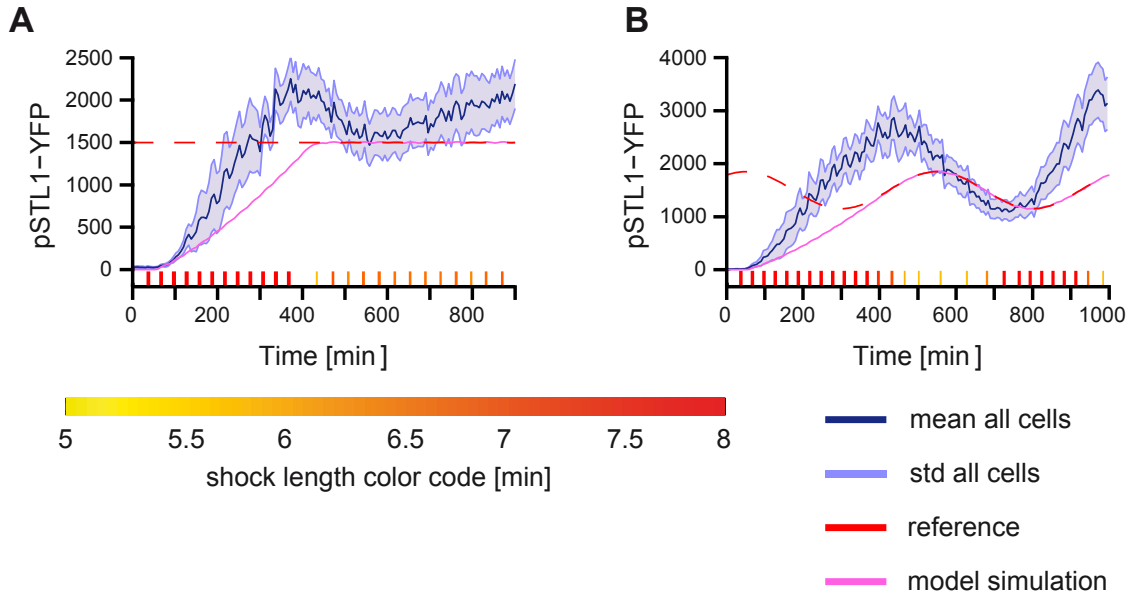 A
pSTL1−YFP
2500
2000
1500
1000
500
0
0 200 400 600 800
Time [min]
B
pSTL1−YFP
4000
3000
2000
1000
0
0 200 400 600 800 1000
Time [min]
5 5.5 6 6.5 7 7.5 8
shock length color code [min]
mean all cells
std all cells
reference
model simulation